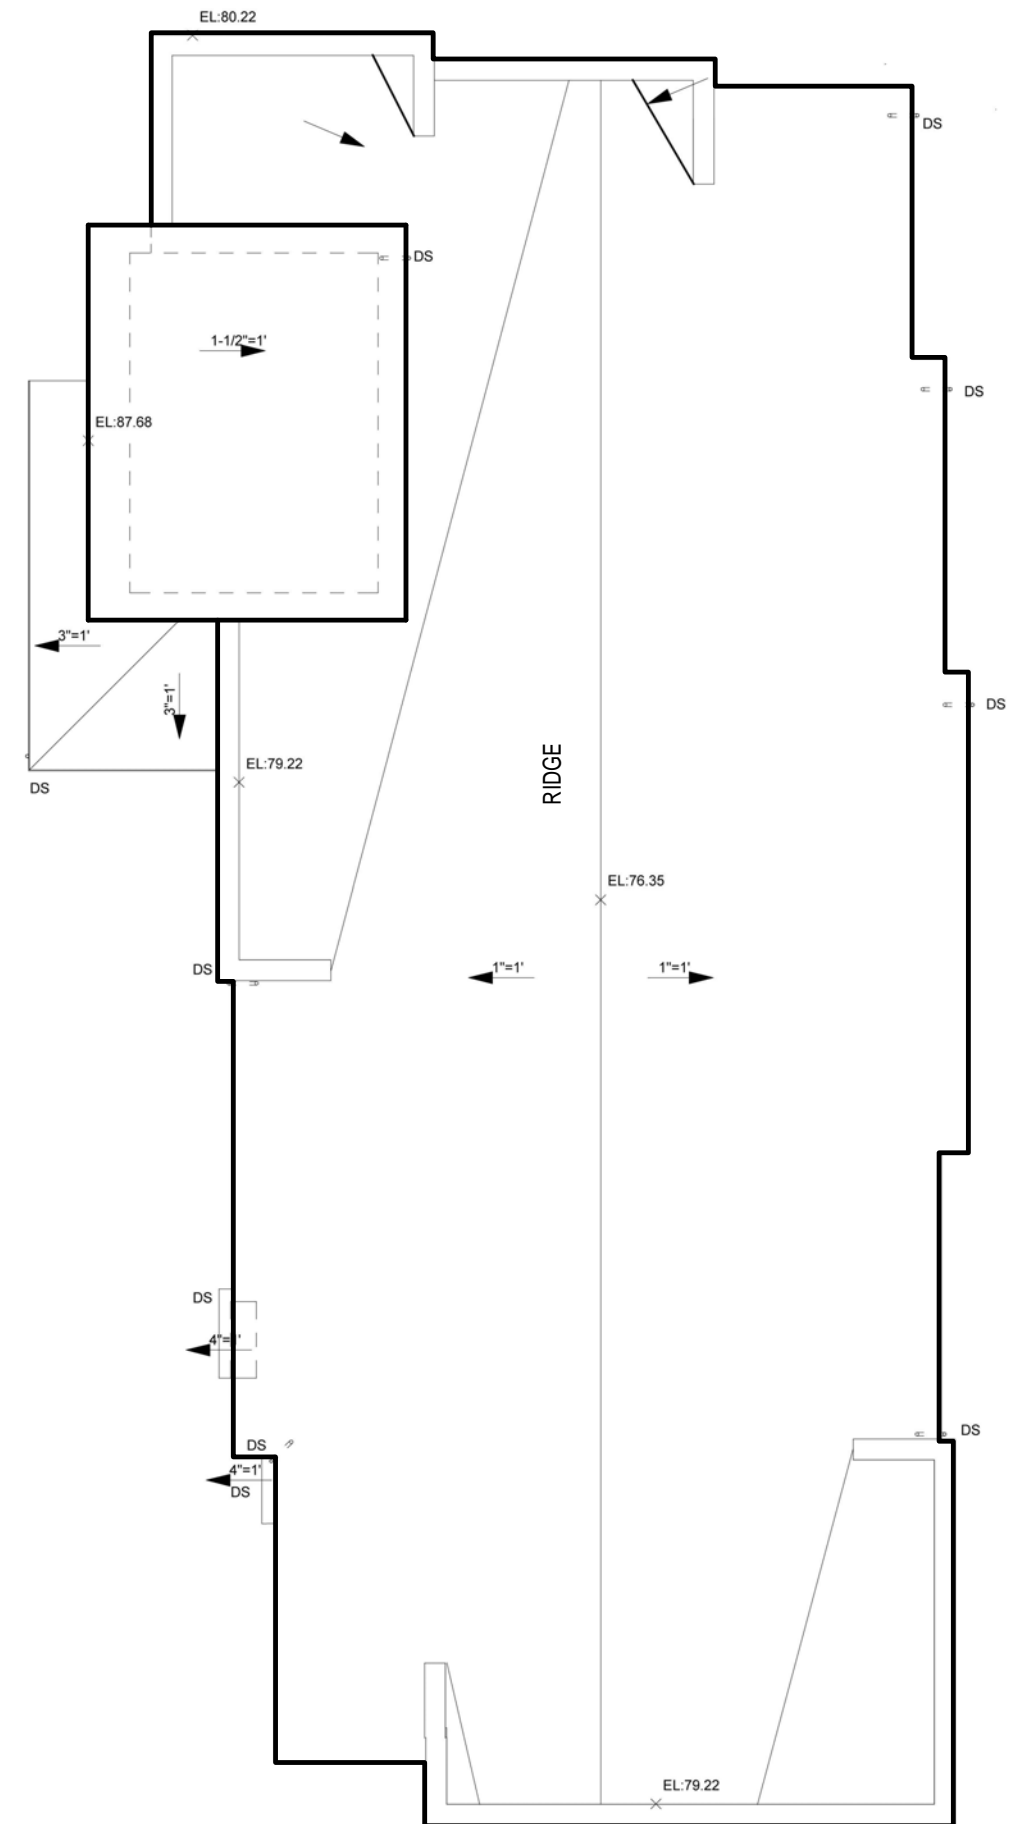 EL:80.22
DS
DS
1-1/2"=1'
DS
EL:87.68
3"=1'
3"=1'
DS
RIDGE
EL:79.22
DS
EL:76.35
DS
1"=1'
1"=1'
DS
4"=1'
DS
DS
4"=1'
DS
EL:79.22